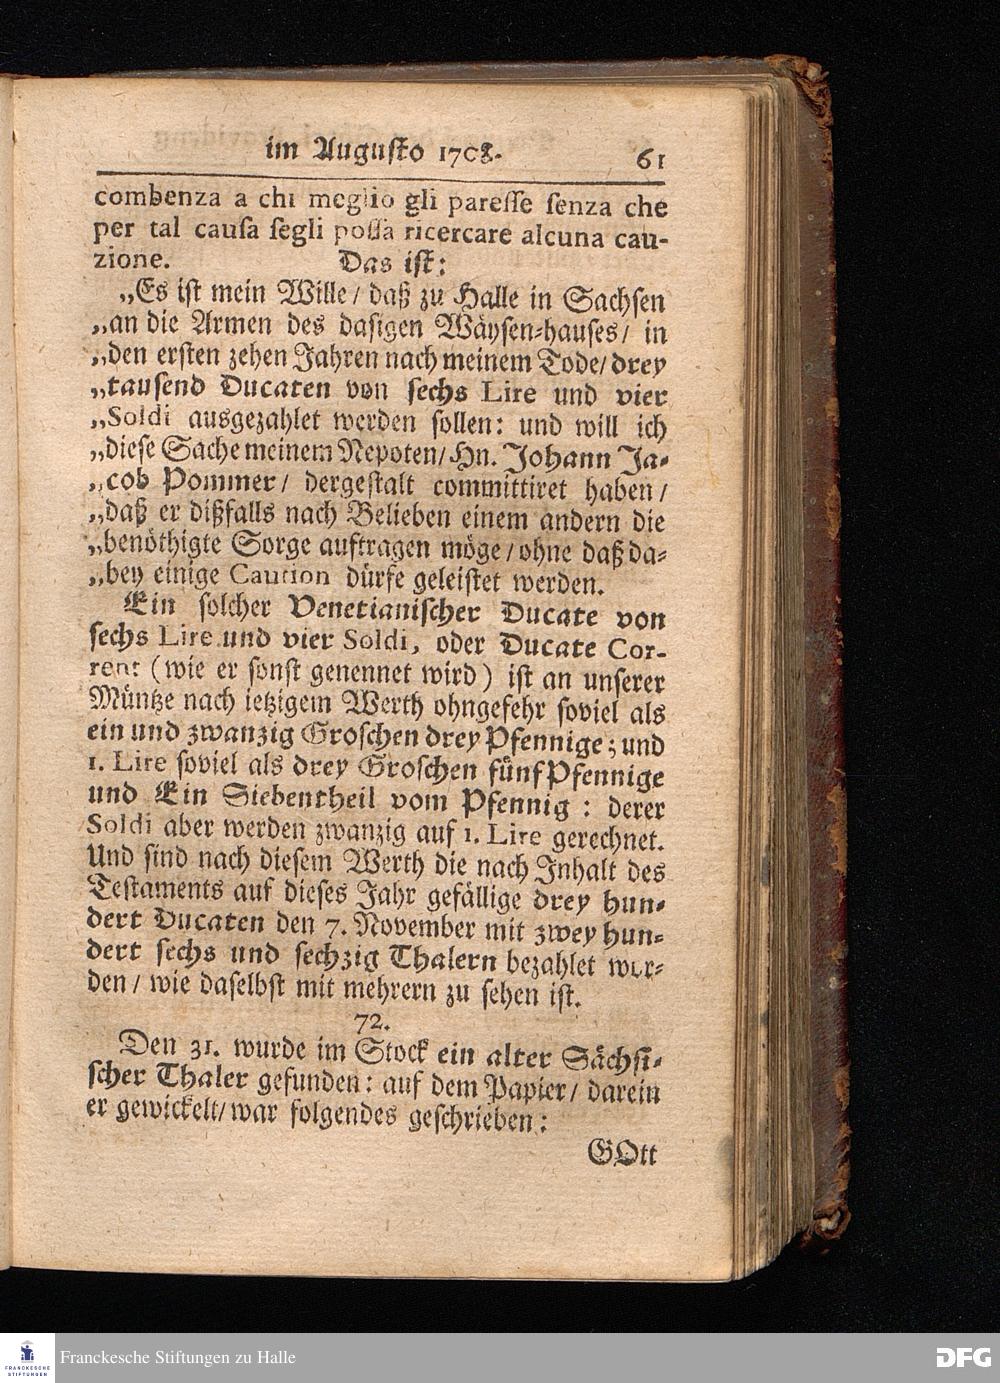 im Augusto 1708. 61
combenza a chi meglio gli paresse senza che
per tal causa segli possa ricercare alcuna cau-
zione. Das ist:
„Es ist mein Wille / daß zu Halle in Sachsen
„an die Armen des dasigen Wäysen-hauses / in
„den ersten zehen Jahren nach meinem Tode / drey
„tausend Ducaten von sechs Lire und vier
„Soldi ausgezahlet werden sollen: und will ich
„diese Sache meinem Nepoten / Hn. Johann Ja-
„cob Pommer / dergestalt committiret haben /
„daß er dißfalls nach Belieben einem andern die
„benöthigte Sorge auftragen möge / ohne daß da-
„bey einige Caution dürfe geleistet werden.
Ein solcher Venetianischer Ducate von
sechs Lire und vier Soldi, oder Ducate Cor-
rent (wie er sonst genennet wird) ist an unserer
Müntze nach ietzigem Werth ohngefehr soviel als
ein und zwanzig Groschen drey Pfennige; und
1. Lire soviel als drey Groschen fünf Pfennige
und Ein Siebentheil vom Pfennig: derer
Soldi aber werden zwanzig auf 1. Lire gerechnet.
Und sind nach diesem Werth die nach Inhalt des
Testaments auf dieses Jahr gefällige drey hun-
dert Ducaten den 7. November mit zwey hun-
dert sechs und sechzig Thalern bezahlet wor-
den / wie daselbst mit mehrern zu sehen ist.
72.
Den 31. wurde im Stock ein alter Sächsi-
scher Thaler gefunden: auf dem Papier / darein
er gewickelt / war folgendes geschrieben:
GOtt
FRANCKESCHE
STIFTUNGEN
Franckesche Stiftungen zu Halle
DFG